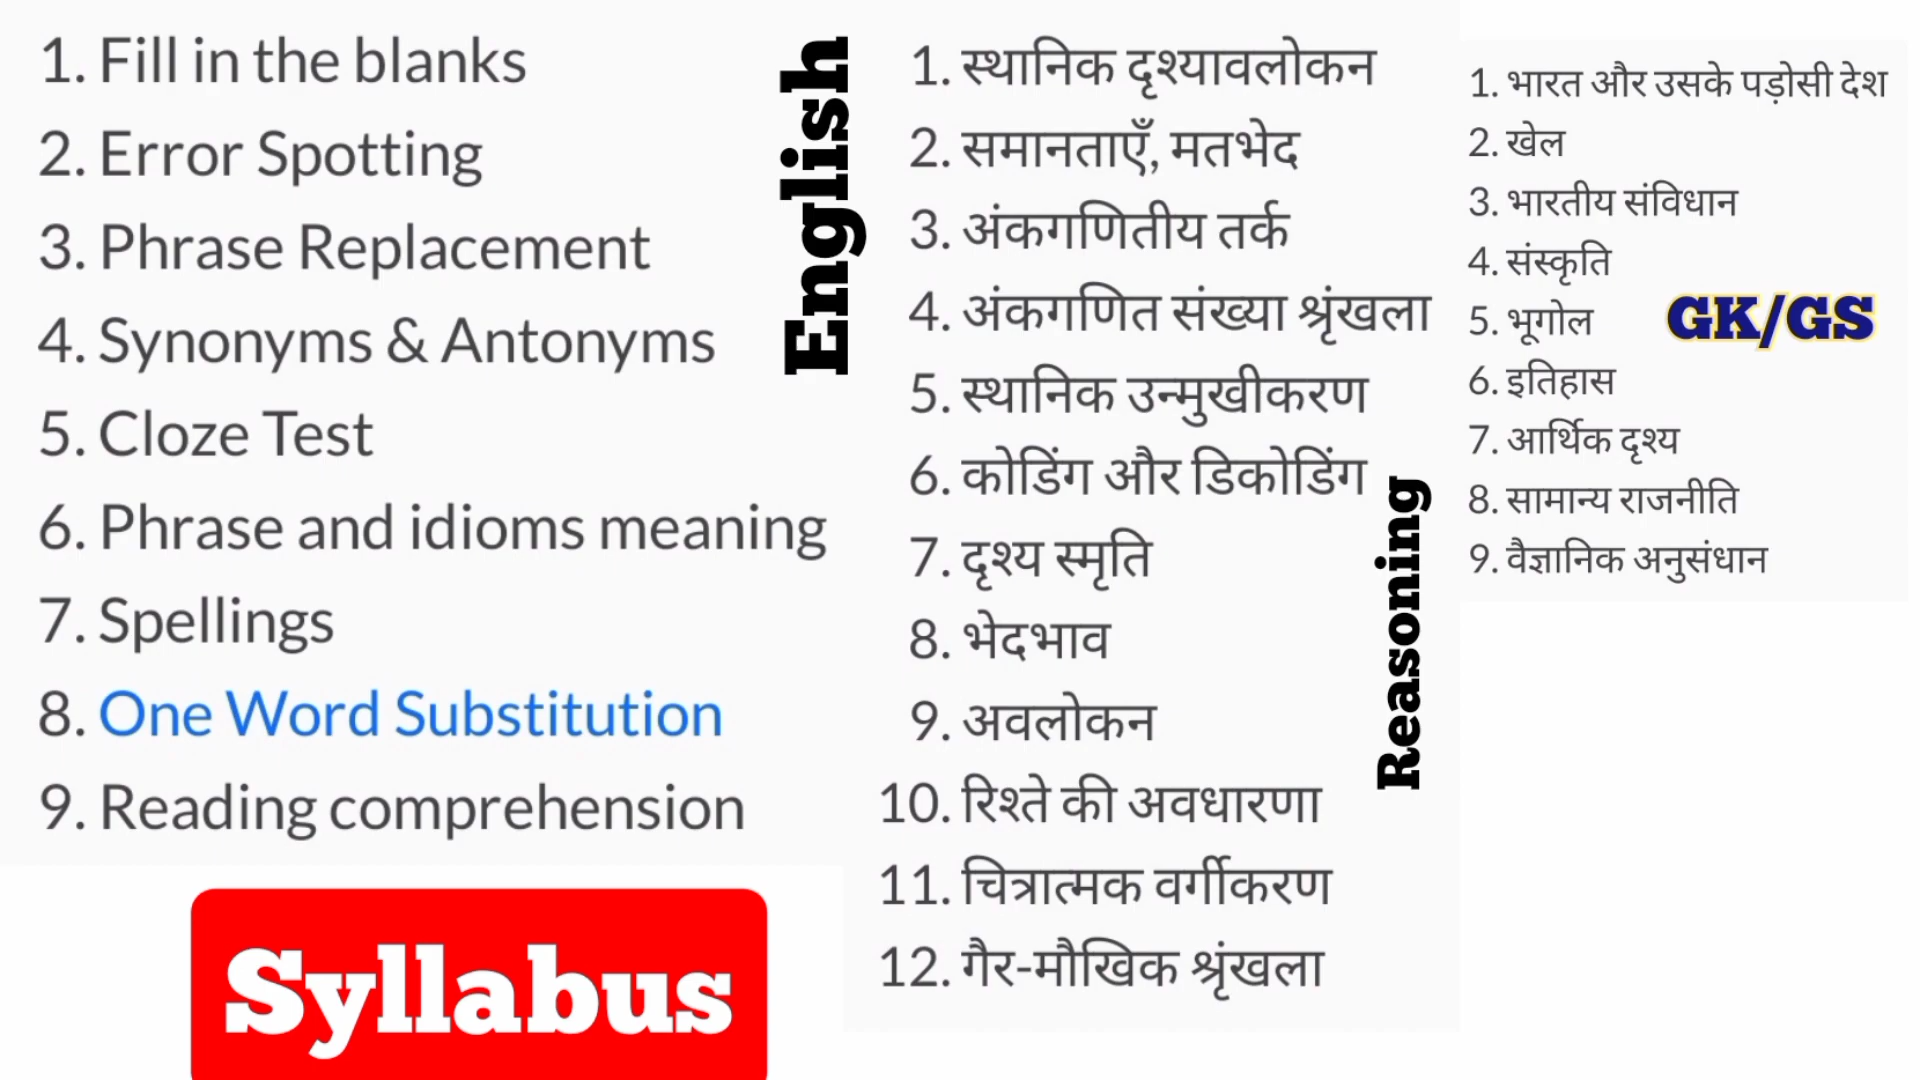 1. Fill in the blanks
2. Error Spotting
3. Phrase Replacement
4. Synonyms & Antonyms
5. Cloze Test
6. Phrase and idioms meaning
7. Spellings
8. One Word Substitution
9. Reading comprehension
English
Syllabus
1. स्थानिक दृश्यावलोकन
2. समानताएँ, मतभेद
3. अंकगणितीय तर्क
4. अंकगणित संख्या श्रृंखला
5. स्थानिक उन्मुखीकरण
6. कोडिंग और डिकोडिंग
7. दृश्य स्मृति
8. भेदभाव
9. अवलोकन
10. रिश्ते की अवधारणा
11. चित्रात्मक वर्गीकरण
12. गैर-मौखिक श्रृंखला
Reasoning
1. भारत और उसके पड़ोसी देश
2. खेल
3. भारतीय संविधान
4. संस्कृति
5. भूगोल
6. इतिहास
7. आर्थिक दृश्य
8. सामान्य राजनीति
9. वैज्ञानिक अनुसंधान
GK/GS